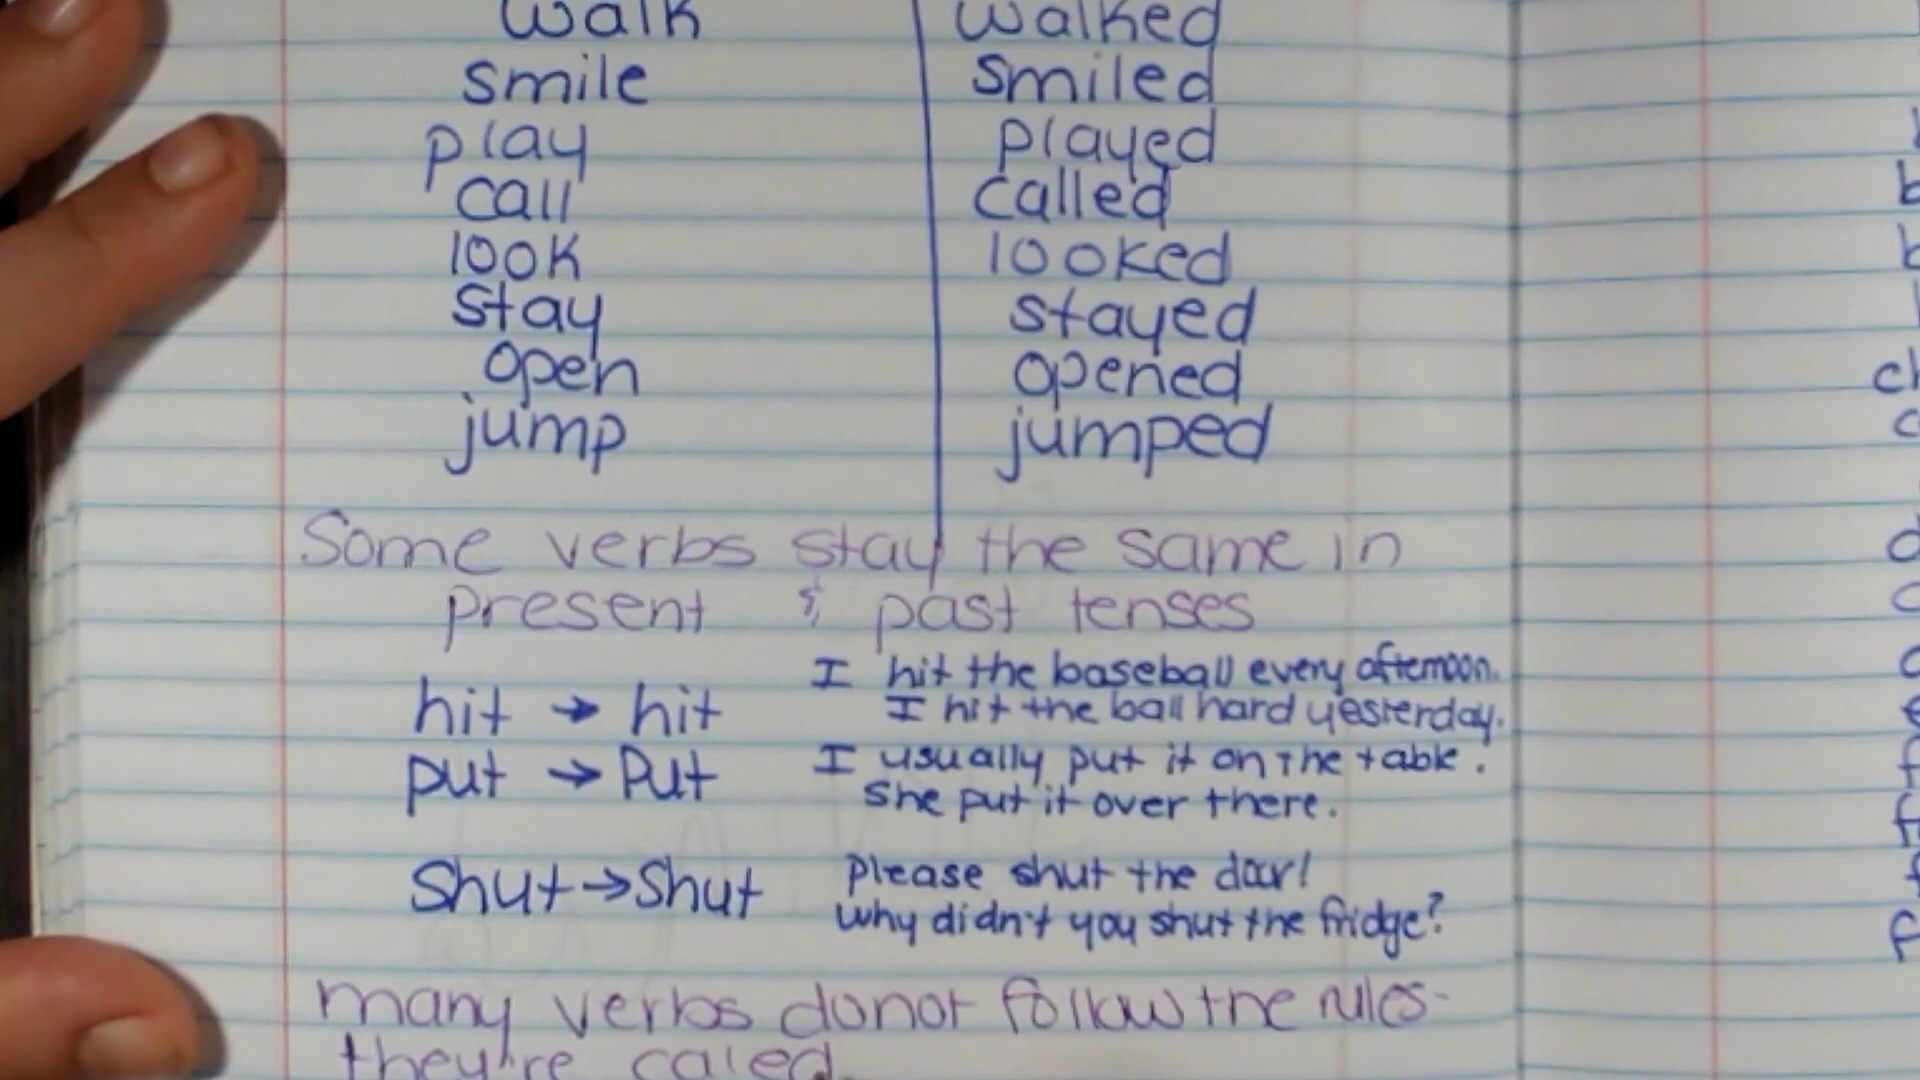 walk walked
smile smiled
play played
call called
look looked
stay stayed
open opened
jump jumped
Some verbs stay the same in
present & past tenses
hit → hit I hit the baseball every afternoon.
I hit the ball hard yesterday.
put → Put I usually put it on the table.
She put it over there.
Shut → Shut Please shut the door!
Why didn't you shut the fridge?
many verbs do not follow the rules-
they're caled